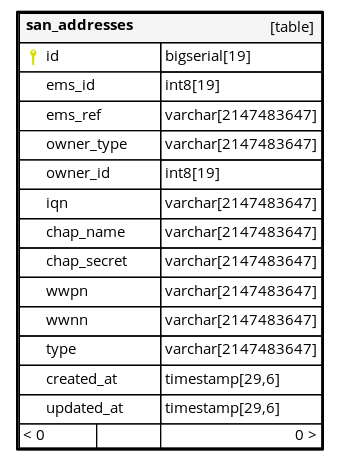 san_addresses [table]
id bigserial[19]
ems_id int8[19]
ems_ref varchar[2147483647]
owner_type varchar[2147483647]
owner_id int8[19]
iqn varchar[2147483647]
chap_name varchar[2147483647]
chap_secret varchar[2147483647]
wwpn varchar[2147483647]
wwnn varchar[2147483647]
type varchar[2147483647]
created_at timestamp[29,6]
updated_at timestamp[29,6]
< 0 0 >